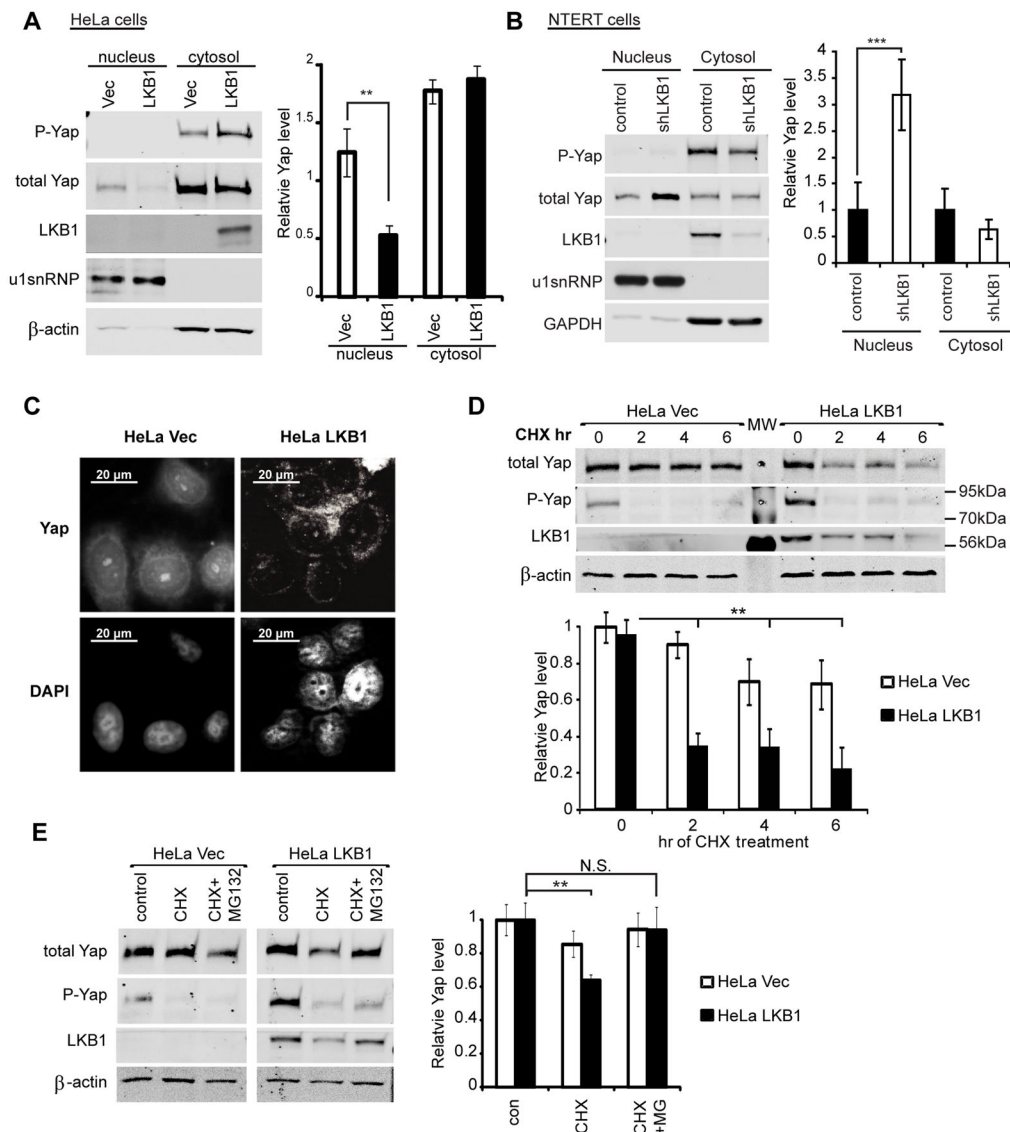 A HeLa cells
nucleus cytosol
Vec LKB1 Vec LKB1
P-Yap
total Yap
LKB1
u1snRNP
β-actin
Relatvie Yap level
2
1.5
1
0.5
0
**
Vec LKB1 Vec LKB1
nucleus cytosol
B NTERT cells
Nucleus Cytosol
control shLKB1 control shLKB1
P-Yap
total Yap
LKB1
u1snRNP
GAPDH
Relatvie Yap level
4
3.5
3
2.5
2
1.5
1
0.5
0
***
control shLKB1 control shLKB1
Nucleus Cytosol
C
HeLa Vec HeLa LKB1
Yap
20 µm 20 µm
DAPI
20 µm 20 µm
D
HeLa Vec MW HeLa LKB1
CHX hr 0 2 4 6 0 2 4 6
total Yap
P-Yap
LKB1
β-actin
95kDa
70kDa
56kDa
Relatvie Yap level
1
0.8
0.6
0.4
0.2
0
**
HeLa Vec
HeLa LKB1
0 2 4 6
hr of CHX treatment
E
HeLa Vec HeLa LKB1
control CHX CHX+ MG132 control CHX CHX+ MG132
total Yap
P-Yap
LKB1
β-actin
Relatvie Yap level
1
0.8
0.6
0.4
0.2
0
N.S.
**
HeLa Vec
HeLa LKB1
con CHX CHX +MG